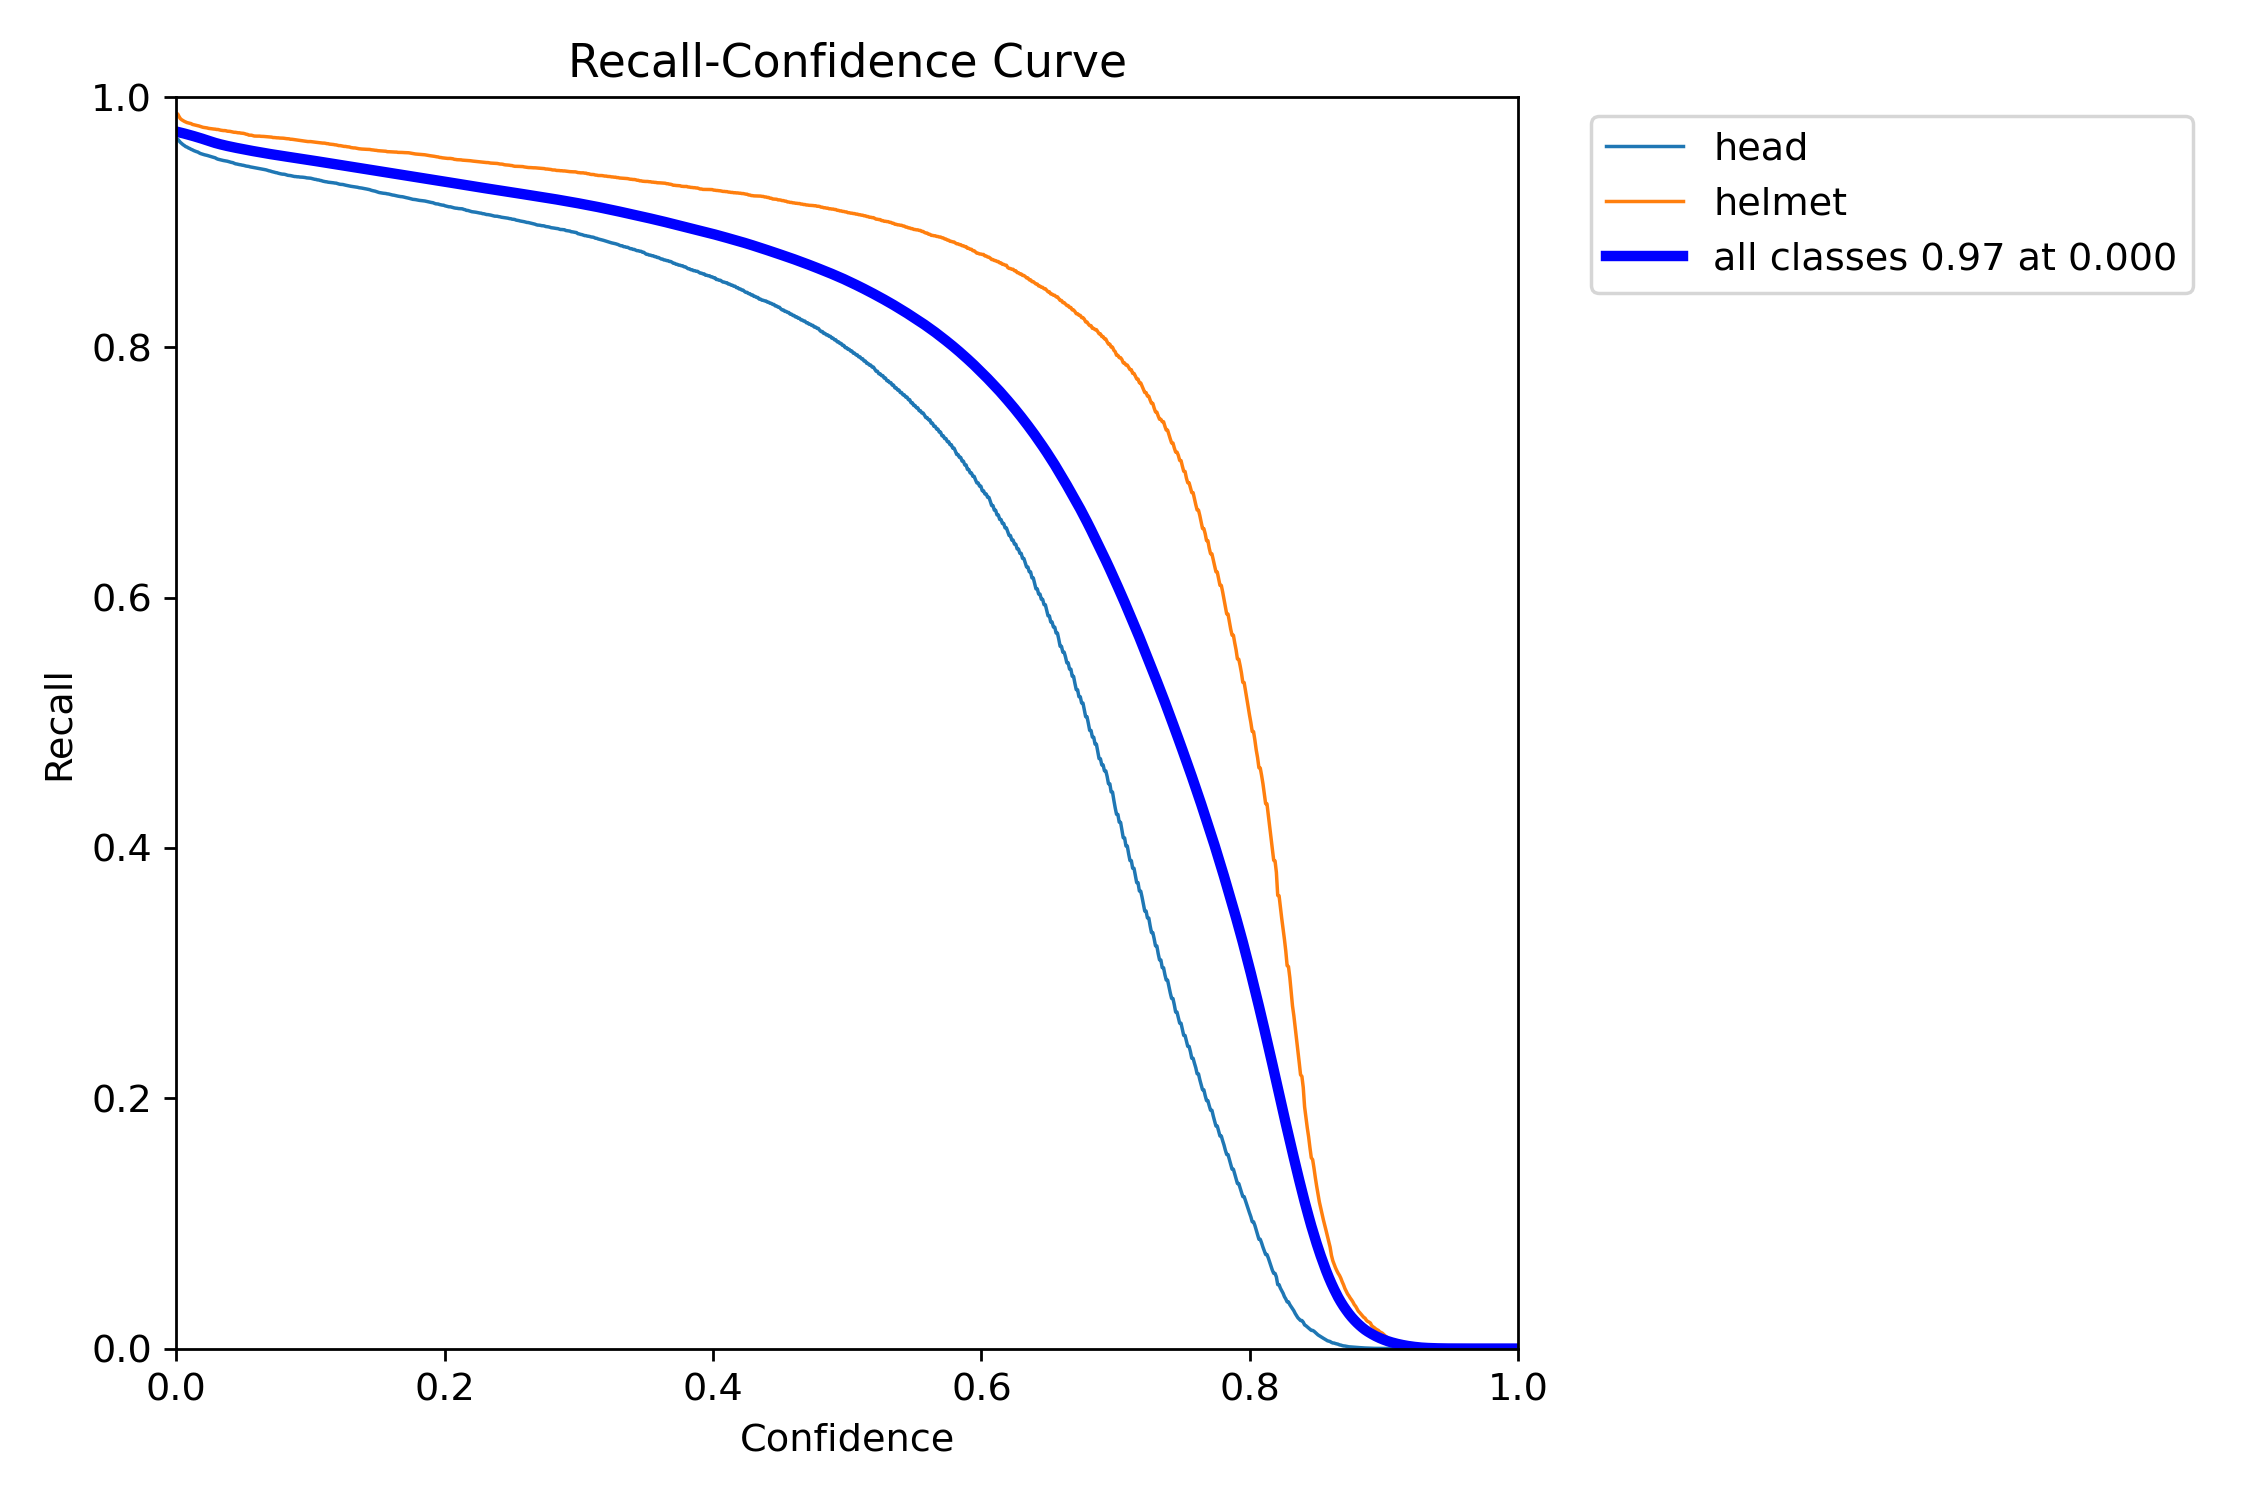 Recall-Confidence Curve
1.0
0.8
0.6
0.4
0.2
0.0
Recall
0.0 0.2 0.4 0.6 0.8 1.0
Confidence
head
helmet
all classes 0.97 at 0.000